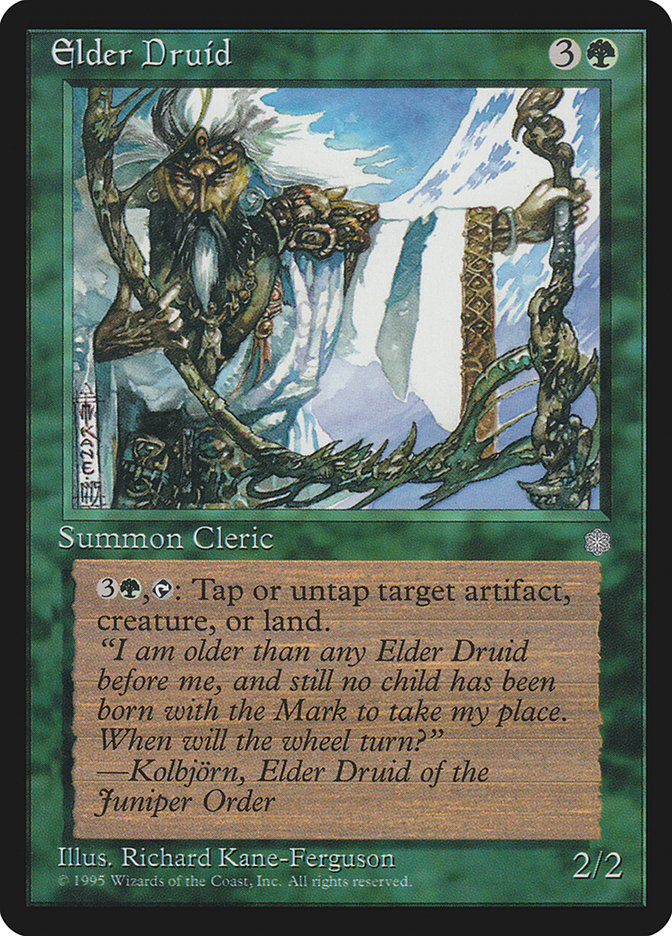 Elder Druid
3
Summon Cleric
3, : Tap or untap target artifact,
creature, or land.
“I am older than any Elder Druid
before me, and still no child has been
born with the Mark to take my place.
When will the wheel turn?”
—Kolbjörn, Elder Druid of the
Juniper Order
Illus. Richard Kane-Ferguson
2/2
© 1995 Wizards of the Coast, Inc. All rights reserved.